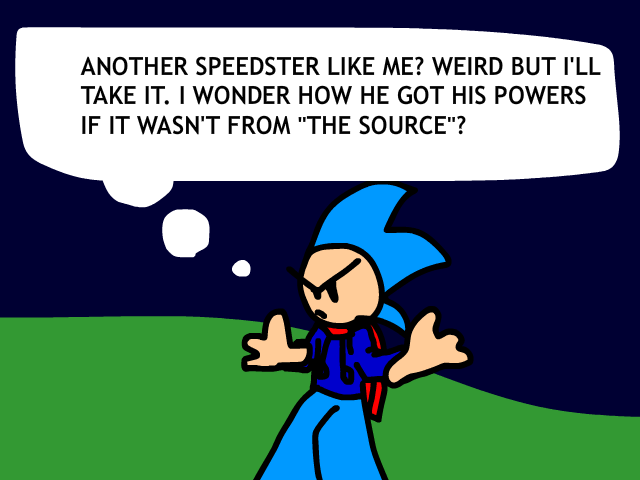 ANOTHER SPEEDSTER LIKE ME? WEIRD BUT I'LL
TAKE IT. I WONDER HOW HE GOT HIS POWERS
IF IT WASN'T FROM "THE SOURCE"?